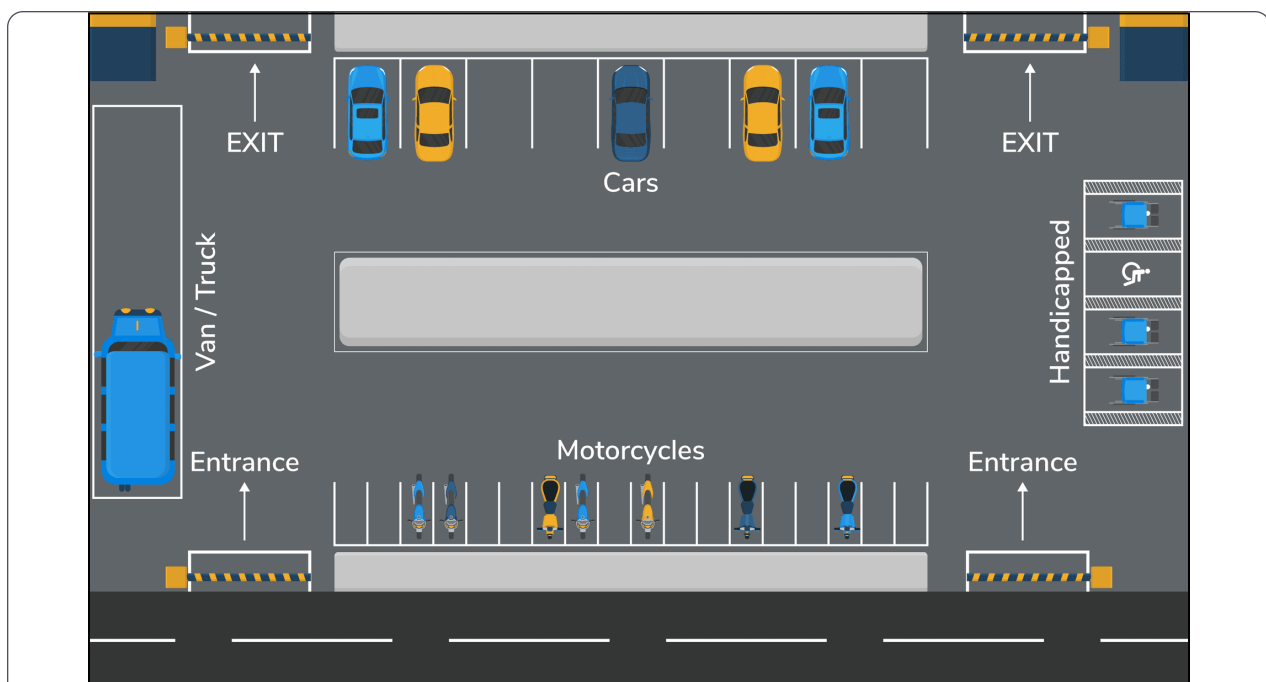 EXIT
EXIT
Cars
Van / Truck
Handicapped
Motorcycles
Entrance
Entrance